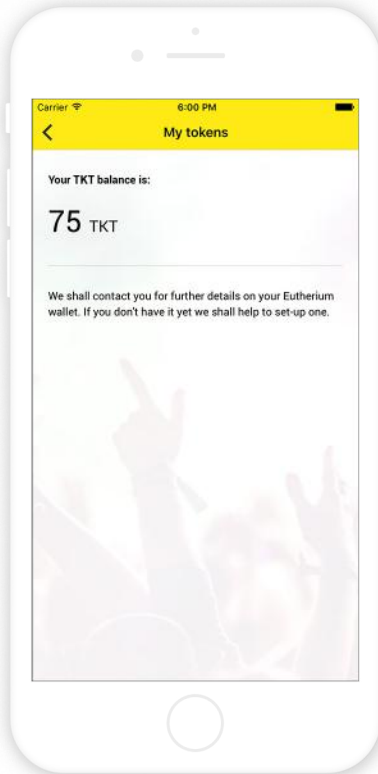 Carrier 6:00 PM
My tokens
Your TKT balance is:
75 TKT
We shall contact you for further details on your Eutherium
wallet. If you don't have it yet we shall help to set-up one.